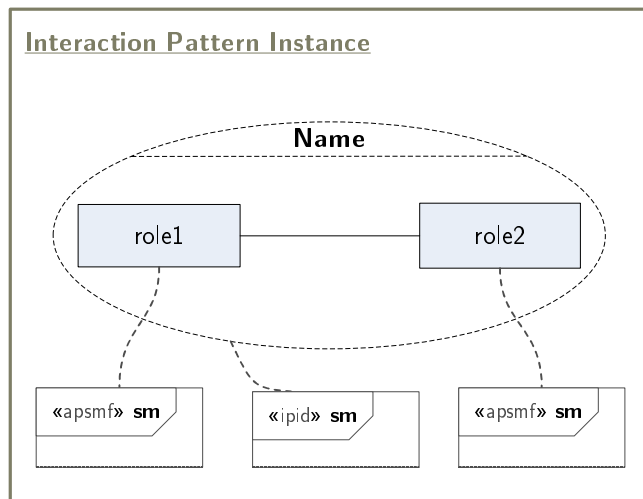 Interaction Pattern Instance
Name
role1
role2
«apsmf» sm
«ipid» sm
«apsmf» sm